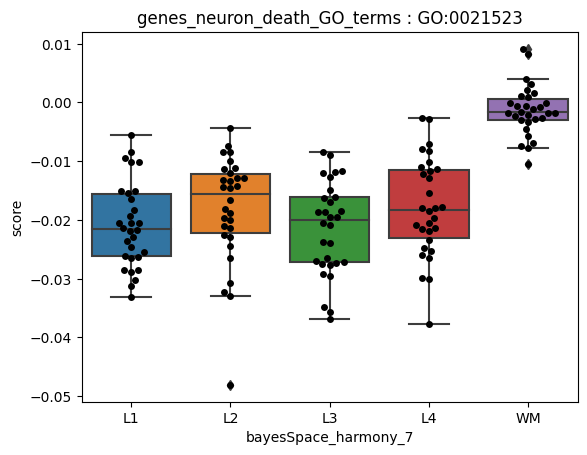 genes_neuron_death_GO_terms : GO:0021523
0.01
0.00
−0.01
−0.02
−0.03
−0.04
−0.05
score
L1 L2 L3 L4 WM
bayesSpace_harmony_7